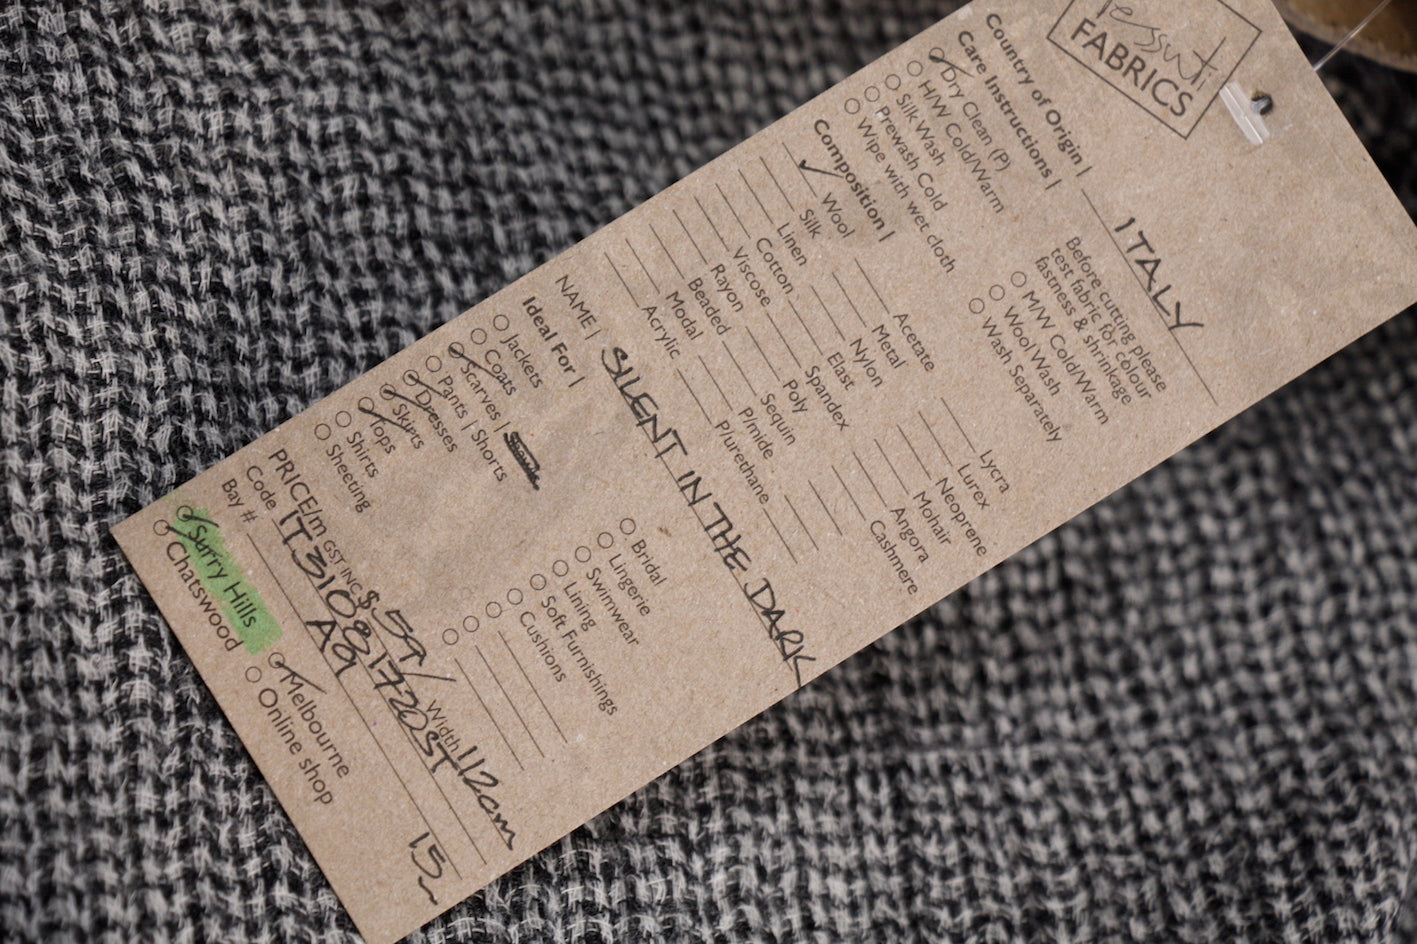 Tessuti
FABRICS
Country of Origin | ITALY
Care Instructions |
Dry Clean (P)
H/W Cold/Warm
Silk Wash
Prewash Cold
Wipe with wet cloth
Before cutting please
test fabric for colour
fastness & shrinkage
M/W Cold/Warm
Wool Wash
Wash Separately
Composition |
Wool
Silk
Linen
Cotton
Viscose
Rayon
Beaded
Modal
Acrylic
Acetate
Metal
Nylon
Elast
Spandex
Poly
Sequin
P/mide
P/urethane
Lycra
Lurex
Neoprene
Mohair
Angora
Cashmere
NAME | SILENT IN THE DARK
Ideal For |
Jackets
Coats
Scarves |
Pants | Shorts
Dresses
Skirts
Tops
Shirts
Sheeting
Bridal
Lingerie
Swimwear
Lining
Soft Furnishings
Cushions
PRICE/m GST INC $ 59/ Width 112cm
Code IT310817720ST
Bay # A9 15
Surry Hills
Chatswood
Melbourne
Online shop